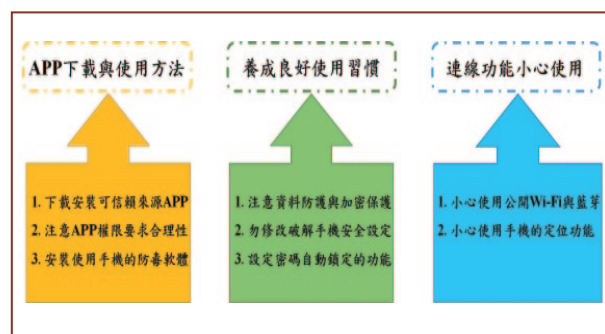 APP下載與使用方法
1. 下載安裝可信賴來源APP
2. 注意APP權限要求合理性
3. 安裝使用手機的防毒軟體
養成良好使用習慣
1. 注意資料防護與加密保護
2. 勿修改破解手機安全設定
3. 設定密碼自動鎖定的功能
連線功能小心使用
1. 小心使用公開Wi-Fi與藍芽
2. 小心使用手機的定位功能